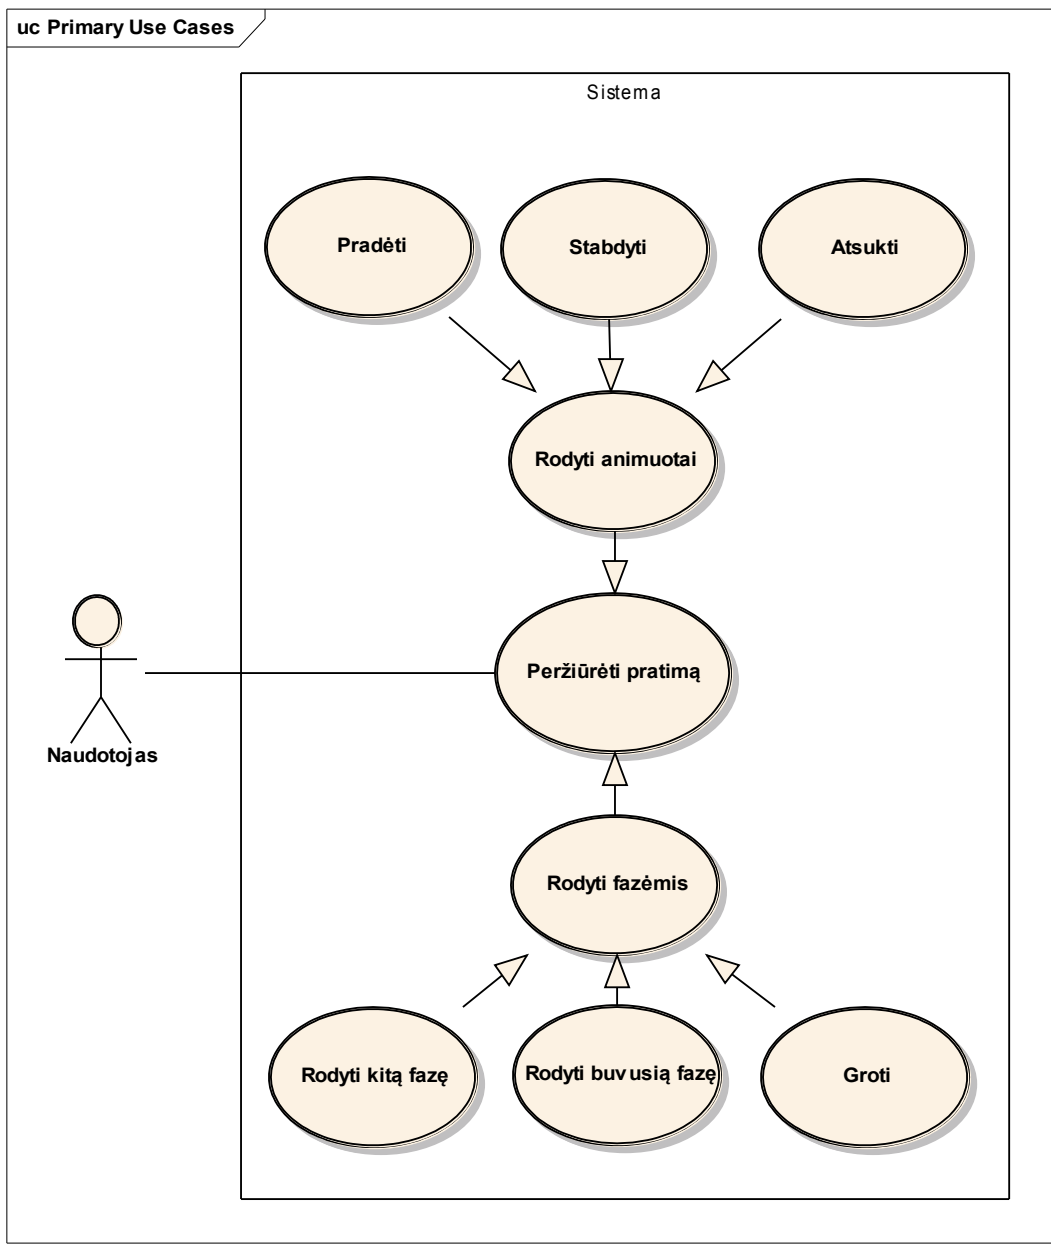 uc Primary Use Cases
Sistema
Pradėti
Stabdyti
Atsukti
Rodyti animuotai
Peržiūrėti pratimą
Naudotojas
Rodyti fazėmis
Rodyti kitą fazę
Rodyti buvusią fazę
Groti